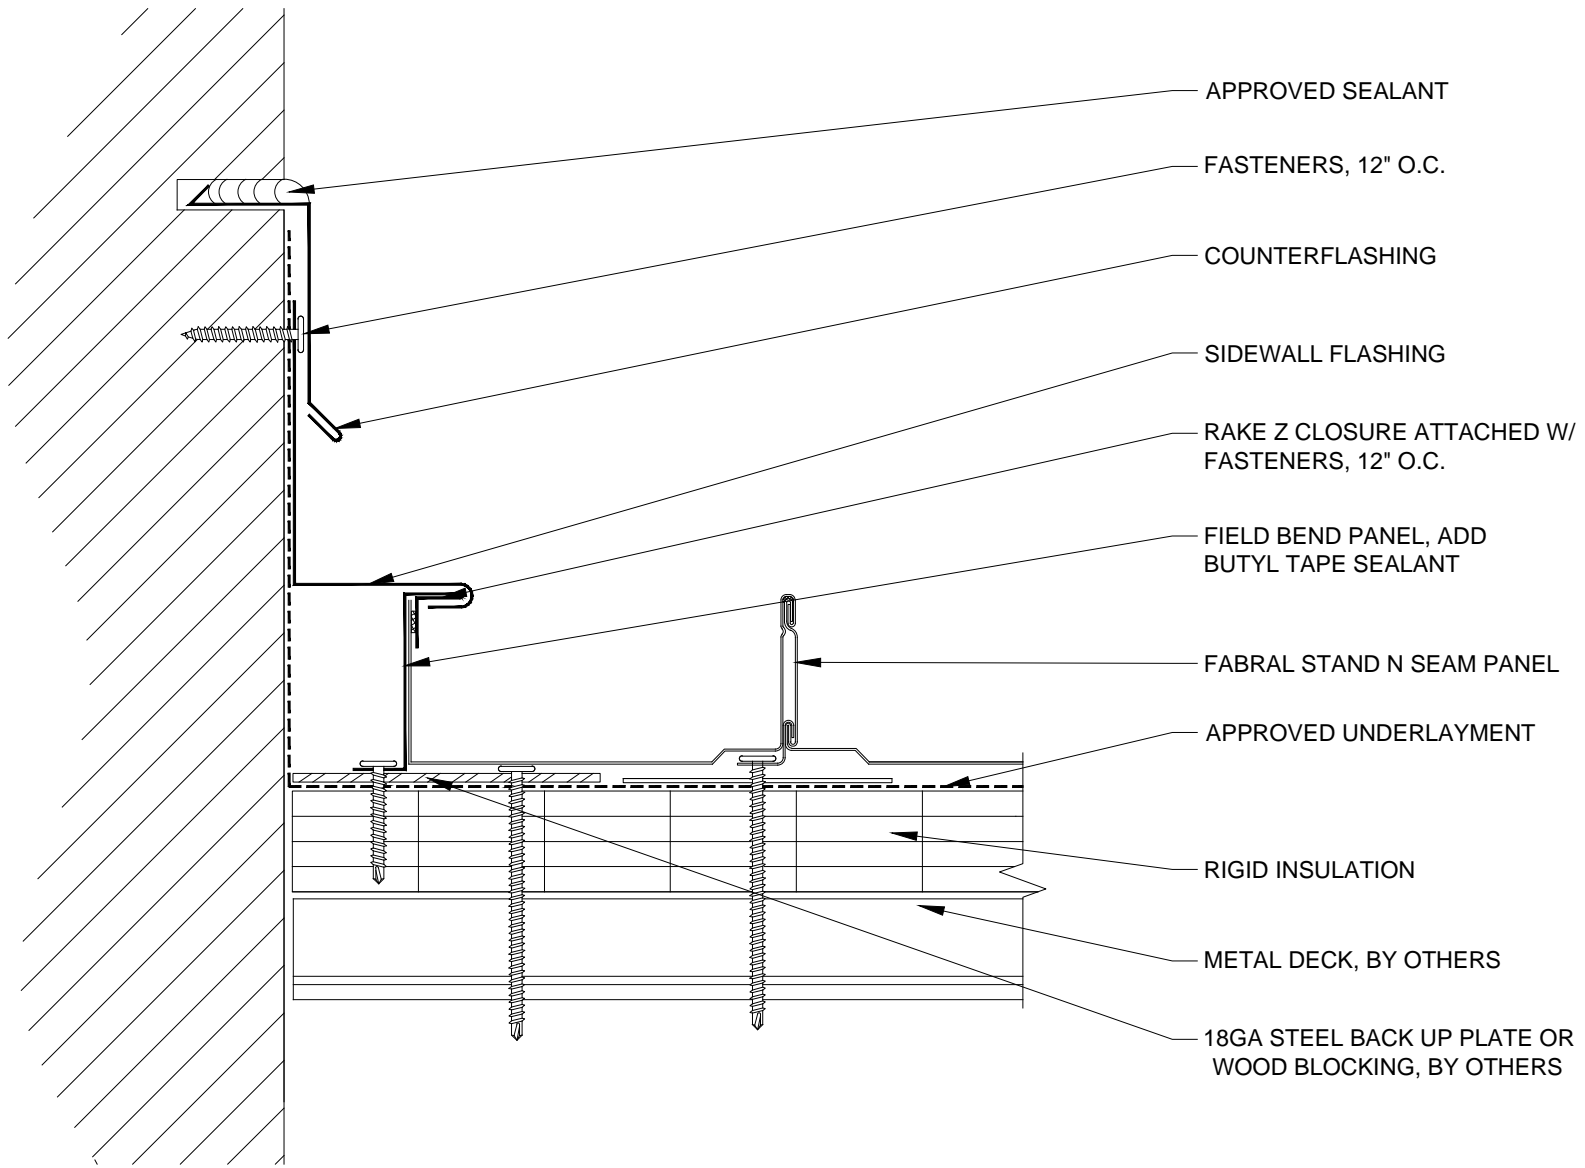 APPROVED SEALANT
FASTENERS, 12" O.C.
COUNTERFLASHING
SIDEWALL FLASHING
RAKE Z CLOSURE ATTACHED W/
FASTENERS, 12" O.C.
FIELD BEND PANEL, ADD
BUTYL TAPE SEALANT
FABRAL STAND N SEAM PANEL
APPROVED UNDERLAYMENT
RIGID INSULATION
METAL DECK, BY OTHERS
18GA STEEL BACK UP PLATE OR
WOOD BLOCKING, BY OTHERS